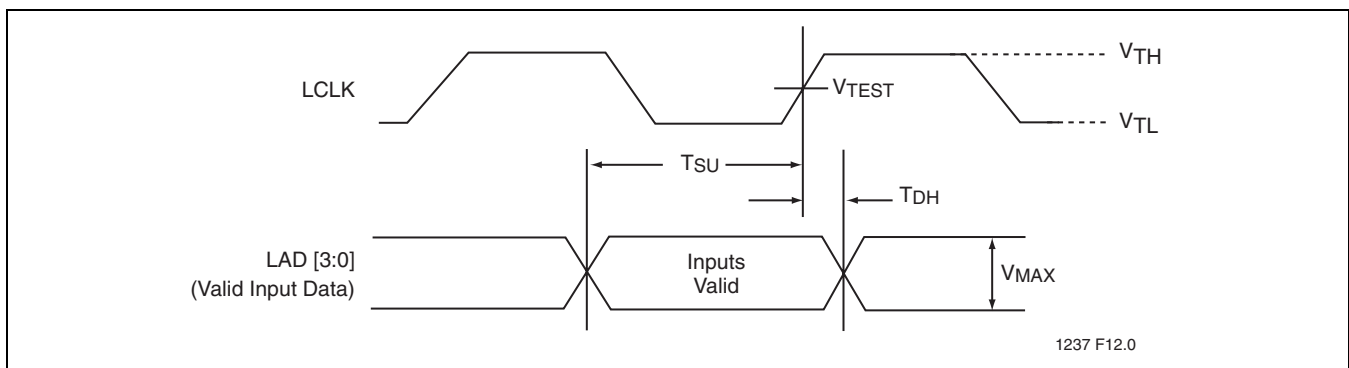 LCLK
VTH
VTEST
VTL
TSU
TDH
LAD [3:0]
(Valid Input Data)
Inputs
Valid
VMAX
1237 F12.0